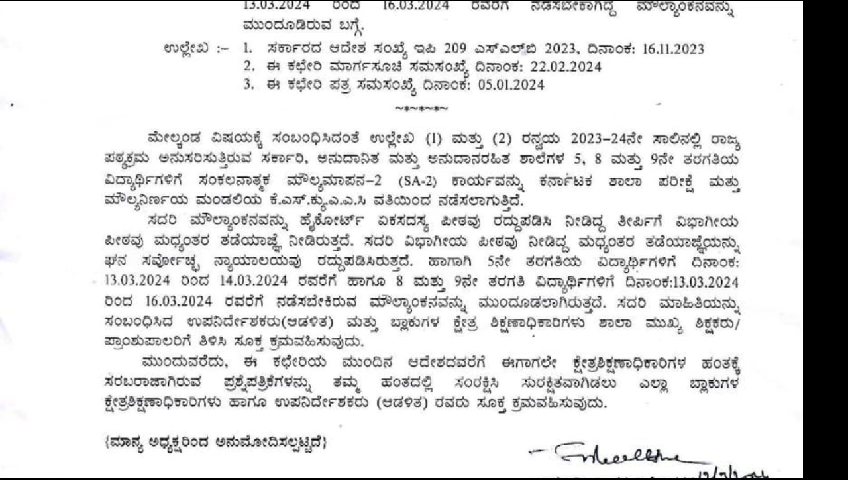 13.03.2024 ರಿಂದ 16.03.2024 ರವರೆಗೆ ನಡೆಸಬೇಕಾಗಿದ್ದ ಮೌಲ್ಯಾಂಕನವನ್ನು
ಮುಂದೂಡಿರುವ ಬಗ್ಗೆ.
ಉಲ್ಲೇಖ :- 1. ಸರ್ಕಾರದ ಆದೇಶ ಸಂಖ್ಯೆ ಇಪಿ 209 ಎಸ್ಎಲ್‌ಬಿ 2023, ದಿನಾಂಕ: 16.11.2023
2. ಈ ಕಛೇರಿ ಮಾರ್ಗಸೂಚಿ ಸಮಸಂಖ್ಯೆ ದಿನಾಂಕ: 22.02.2024
3. ಈ ಕಛೇರಿ ಪತ್ರ ಸಮಸಂಖ್ಯೆ ದಿನಾಂಕ: 05.01.2024
~*~*~*~
ಮೇಲ್ಕಂಡ ವಿಷಯಕ್ಕೆ ಸಂಬಂಧಿಸಿದಂತೆ ಉಲ್ಲೇಖ (1) ಮತ್ತು (2) ರನ್ವಯ 2023-24ನೇ ಸಾಲಿನಲ್ಲಿ ರಾಜ್ಯ
ಪಠ್ಯಕ್ರಮ ಅನುಸರಿಸುತ್ತಿರುವ ಸರ್ಕಾರಿ, ಅನುದಾನಿತ ಮತ್ತು ಅನುದಾನರಹಿತ ಶಾಲೆಗಳ 5, 8 ಮತ್ತು 9ನೇ ತರಗತಿಯ
ವಿದ್ಯಾರ್ಥಿಗಳಿಗೆ ಸಂಕಲನಾತ್ಮಕ ಮೌಲ್ಯಮಾಪನ-2 (SA-2) ಕಾರ್ಯವನ್ನು ಕರ್ನಾಟಕ ಶಾಲಾ ಪರೀಕ್ಷೆ ಮತ್ತು
ಮೌಲ್ಯನಿರ್ಣಯ ಮಂಡಲಿಯ ಕೆ.ಎಸ್.ಕ್ಯು.ಎ.ಎ.ಸಿ ವತಿಯಿಂದ ನಡೆಸಲಾಗುತ್ತಿದೆ.
ಸದರಿ ಮೌಲ್ಯಾಂಕನವನ್ನು ಹೈಕೋರ್ಟ್ ಏಕಸದಸ್ಯ ಪೀಠವು ರದ್ದುಪಡಿಸಿ ನೀಡಿದ್ದ ತೀರ್ಪಿಗೆ ವಿಭಾಗೀಯ
ಪೀಠವು ಮಧ್ಯಂತರ ತಡೆಯಾಜ್ಞೆ ನೀಡಿರುತ್ತದೆ. ಸದರಿ ವಿಭಾಗೀಯ ಪೀಠವು ನೀಡಿದ್ದ ಮಧ್ಯಂತರ ತಡೆಯಾಜ್ಞೆಯನ್ನು
ಘನ ಸರ್ವೋಚ್ಛ ನ್ಯಾಯಾಲಯವು ರದ್ದುಪಡಿಸಿರುತ್ತದೆ. ಹಾಗಾಗಿ 5ನೇ ತರಗತಿಯ ವಿದ್ಯಾರ್ಥಿಗಳಿಗೆ ದಿನಾಂಕ:
13.03.2024 ರಿಂದ 14.03.2024 ರವರೆಗೆ ಹಾಗೂ 8 ಮತ್ತು 9ನೇ ತರಗತಿ ವಿದ್ಯಾರ್ಥಿಗಳಿಗೆ ದಿನಾಂಕ:13.03.2024
ರಿಂದ 16.03.2024 ರವರೆಗೆ ನಡೆಸಬೇಕಿರುವ ಮೌಲ್ಯಾಂಕನವನ್ನು ಮುಂದೂಡಲಾಗಿರುತ್ತದೆ. ಸದರಿ ಮಾಹಿತಿಯನ್ನು
ಸಂಬಂಧಿಸಿದ ಉಪನಿರ್ದೇಶಕರು(ಆಡಳಿತ) ಮತ್ತು ಬ್ಲಾಕುಗಳ ಕ್ಷೇತ್ರ ಶಿಕ್ಷಣಾಧಿಕಾರಿಗಳು ಶಾಲಾ ಮುಖ್ಯ ಶಿಕ್ಷಕರು/
ಪ್ರಾಂಶುಪಾಲರಿಗೆ ತಿಳಿಸಿ ಸೂಕ್ತ ಕ್ರಮವಹಿಸುವುದು.
ಮುಂದುವರೆದು, ಈ ಕಛೇರಿಯ ಮುಂದಿನ ಆದೇಶದವರೆಗೆ ಈಗಾಗಲೇ ಕ್ಷೇತ್ರಶಿಕ್ಷಣಾಧಿಕಾರಿಗಳ ಹಂತಕ್ಕೆ
ಸರಬರಾಜಾಗಿರುವ ಪ್ರಶ್ನೆಪತ್ರಿಕೆಗಳನ್ನು ತಮ್ಮ ಹಂತದಲ್ಲಿ ಸಂರಕ್ಷಿಸಿ ಸುರಕ್ಷಿತವಾಗಿಡಲು ಎಲ್ಲಾ ಬ್ಲಾಕುಗಳ
ಕ್ಷೇತ್ರಶಿಕ್ಷಣಾಧಿಕಾರಿಗಳು ಹಾಗೂ ಉಪನಿರ್ದೇಶಕರು (ಆಡಳಿತ) ರವರು ಸೂಕ್ತ ಕ್ರಮವಹಿಸುವುದು.
{ಮಾನ್ಯ ಅಧ್ಯಕ್ಷರಿಂದ ಅನುಮೋದಿಸಲ್ಪಟ್ಟಿದೆ}